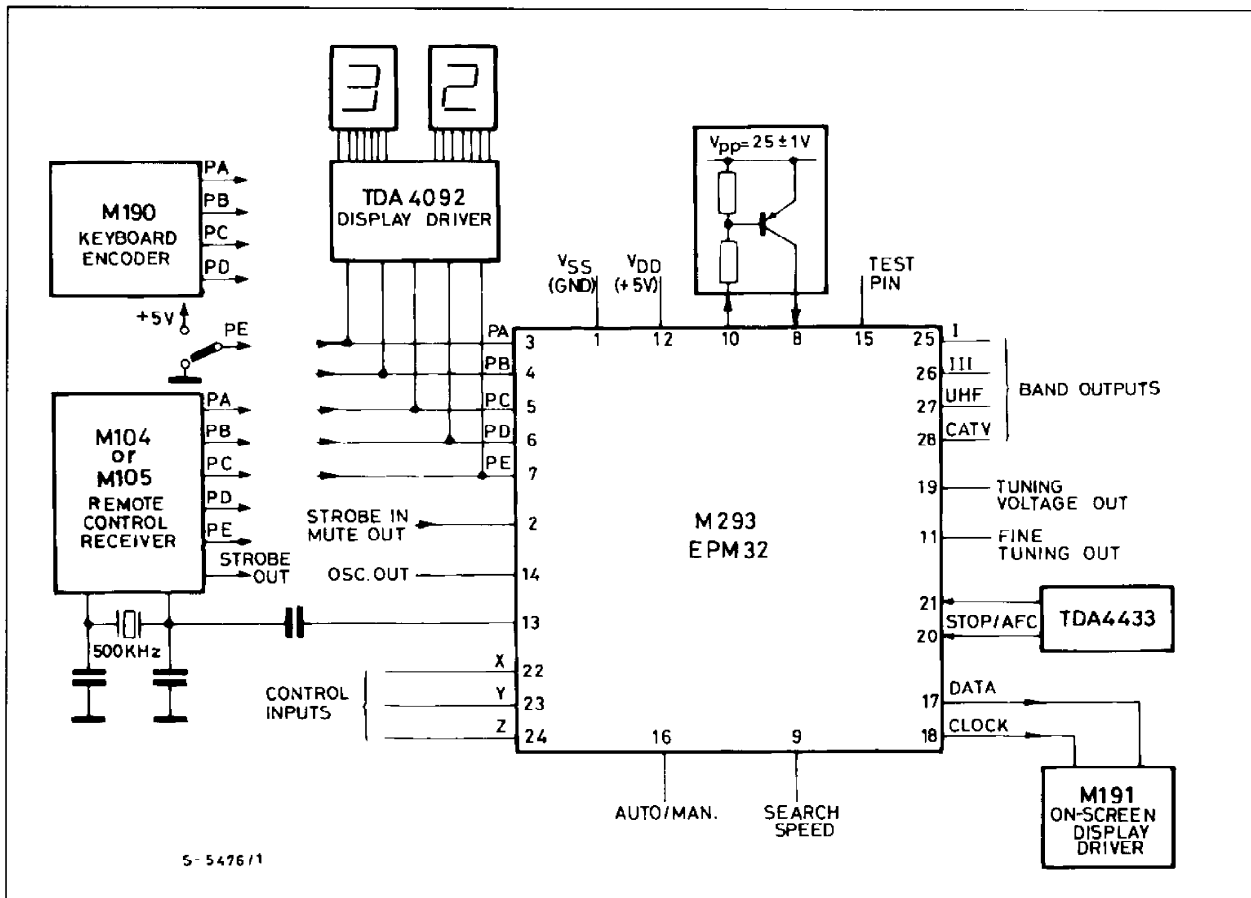 3 2
M190
KEYBOARD
ENCODER
PA
PB
PC
PD
+5V
PE
TDA 4092
DISPLAY DRIVER
Vpp=25±1V
VSS
(GND)
VDD
(+5V)
TEST
PIN
1
12
10
8
15
M104
or
M105
REMOTE
CONTROL
RECEIVER
PA
PB
PC
PD
PE
STROBE
OUT
500KHz
PA
3
PB
4
PC
5
PD
6
PE
7
STROBE IN
MUTE OUT
2
OSC. OUT
14
13
CONTROL
INPUTS
X
22
Y
23
Z
24
M293
EPM32
16
9
AUTO/MAN.
SEARCH
SPEED
25
I
26
III
27
UHF
28
CATV
BAND OUTPUTS
19
TUNING
VOLTAGE OUT
11
FINE
TUNING OUT
21
STOP/AFC
20
TDA4433
17
DATA
18
CLOCK
M191
ON-SCREEN
DISPLAY
DRIVER
S-5476/1